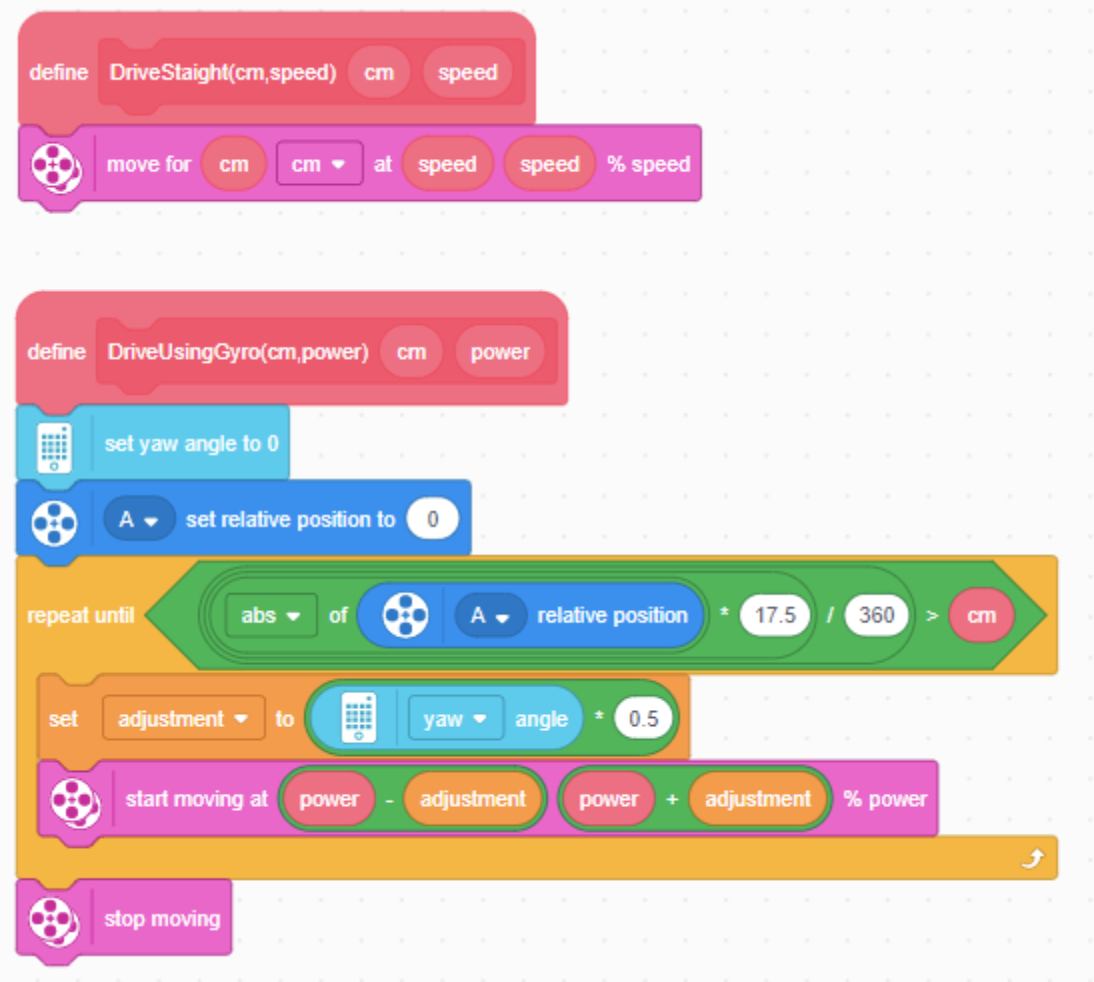 define DriveStaight(cm,speed) cm speed
move for cm cm at speed speed % speed
define DriveUsingGyro(cm,power) cm power
set yaw angle to 0
A set relative position to 0
repeat until abs of A relative position * 17.5 / 360 > cm
set adjustment to yaw angle * 0.5
start moving at power - adjustment power + adjustment % power
stop moving